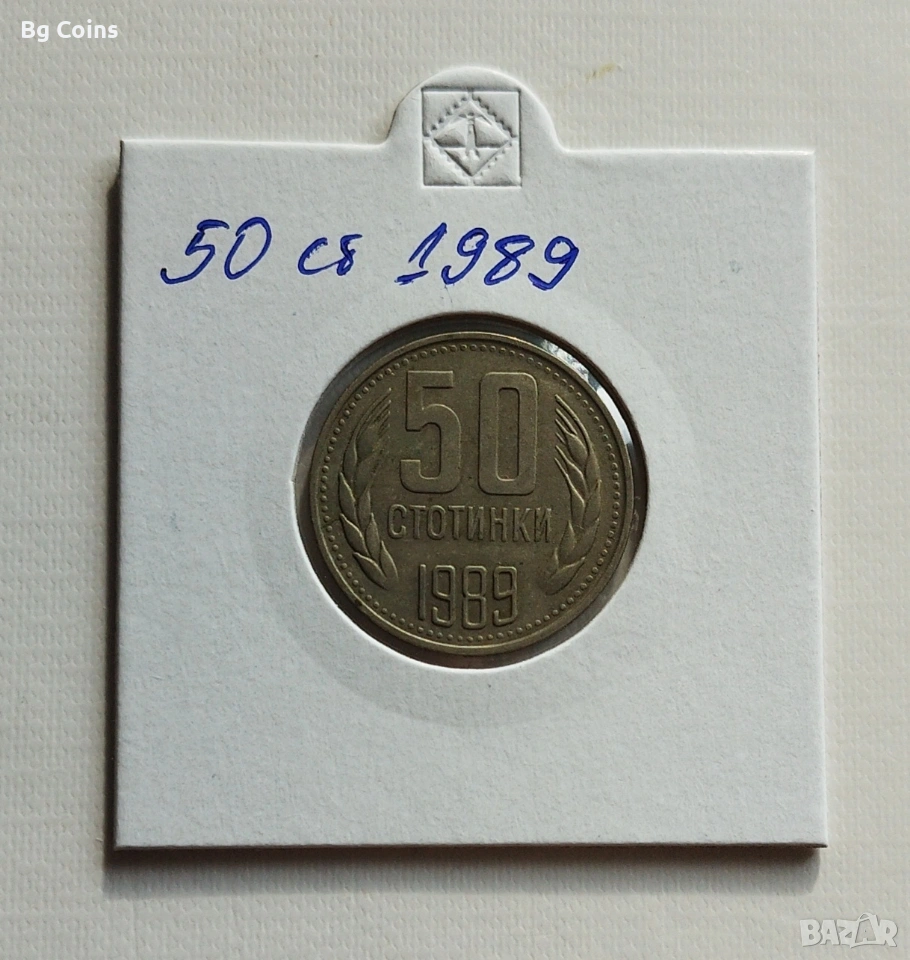 Bg Coins
50 ст 1989
50
СТОТИНКИ
1989
BAZAR